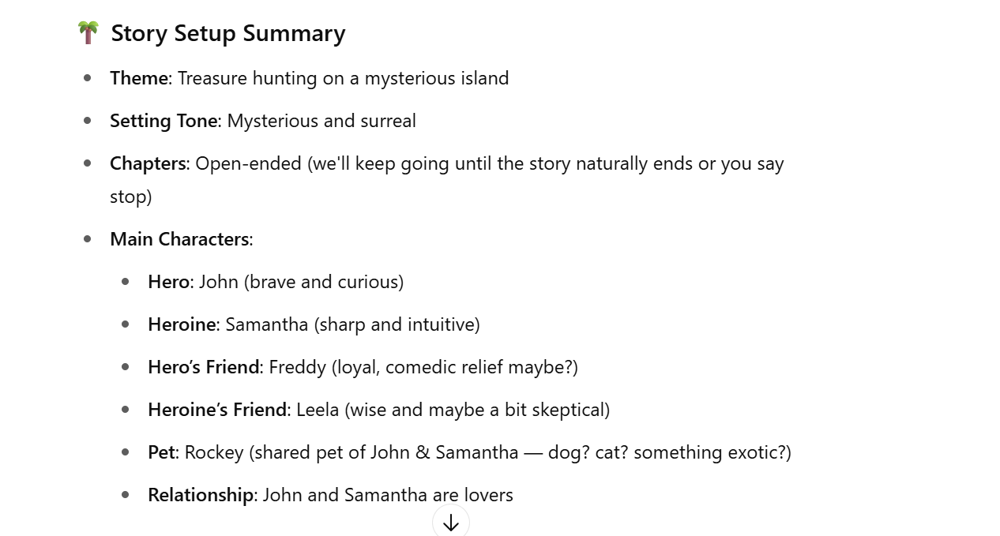 🌴 Story Setup Summary
Theme: Treasure hunting on a mysterious island
Setting Tone: Mysterious and surreal
Chapters: Open-ended (we'll keep going until the story naturally ends or you say
stop)
Main Characters:
Hero: John (brave and curious)
Heroine: Samantha (sharp and intuitive)
Hero’s Friend: Freddy (loyal, comedic relief maybe?)
Heroine’s Friend: Leela (wise and maybe a bit skeptical)
Pet: Rockey (shared pet of John & Samantha — dog? cat? something exotic?)
Relationship: John and Samantha are lovers